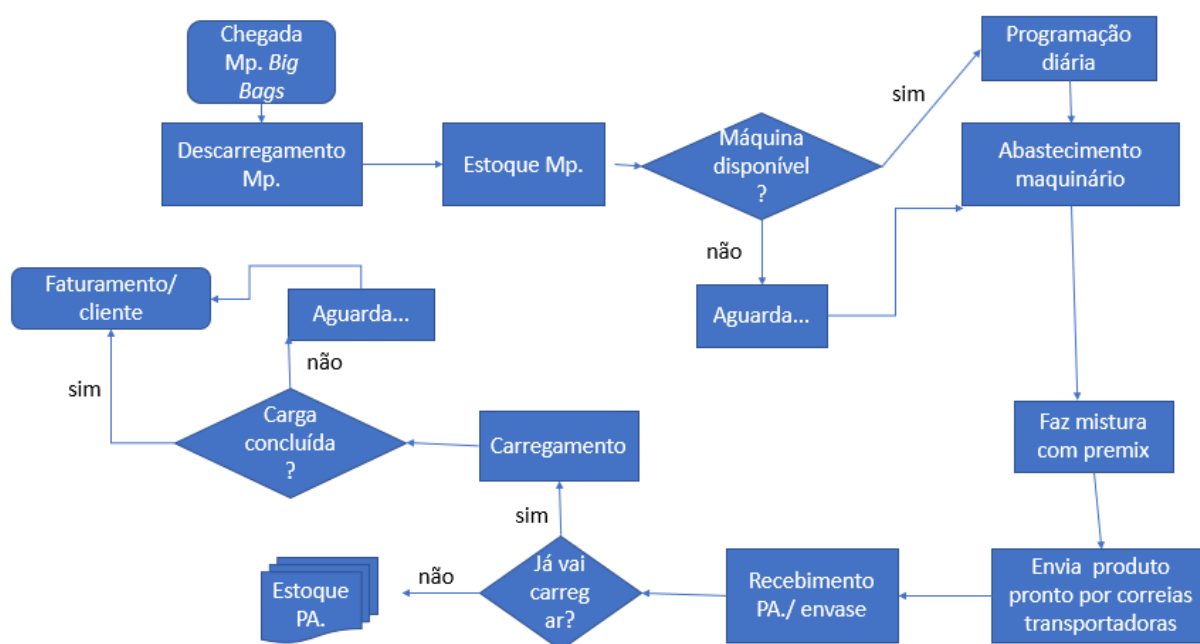 Chegada
Mp. Big
Bags
Descarregamento
Mp.
Estoque Mp.
Máquina
disponível
?
sim
Programação
diária
Abastecimento
maquinário
não
Aguarda...
Faz mistura
com premix
Envia produto
pronto por correias
transportadoras
Recebimento
PA./ envase
Já vai
carreg
ar?
não
Estoque
PA.
sim
Carregamento
Carga
concluída
?
não
Aguarda...
sim
Faturamento/
cliente